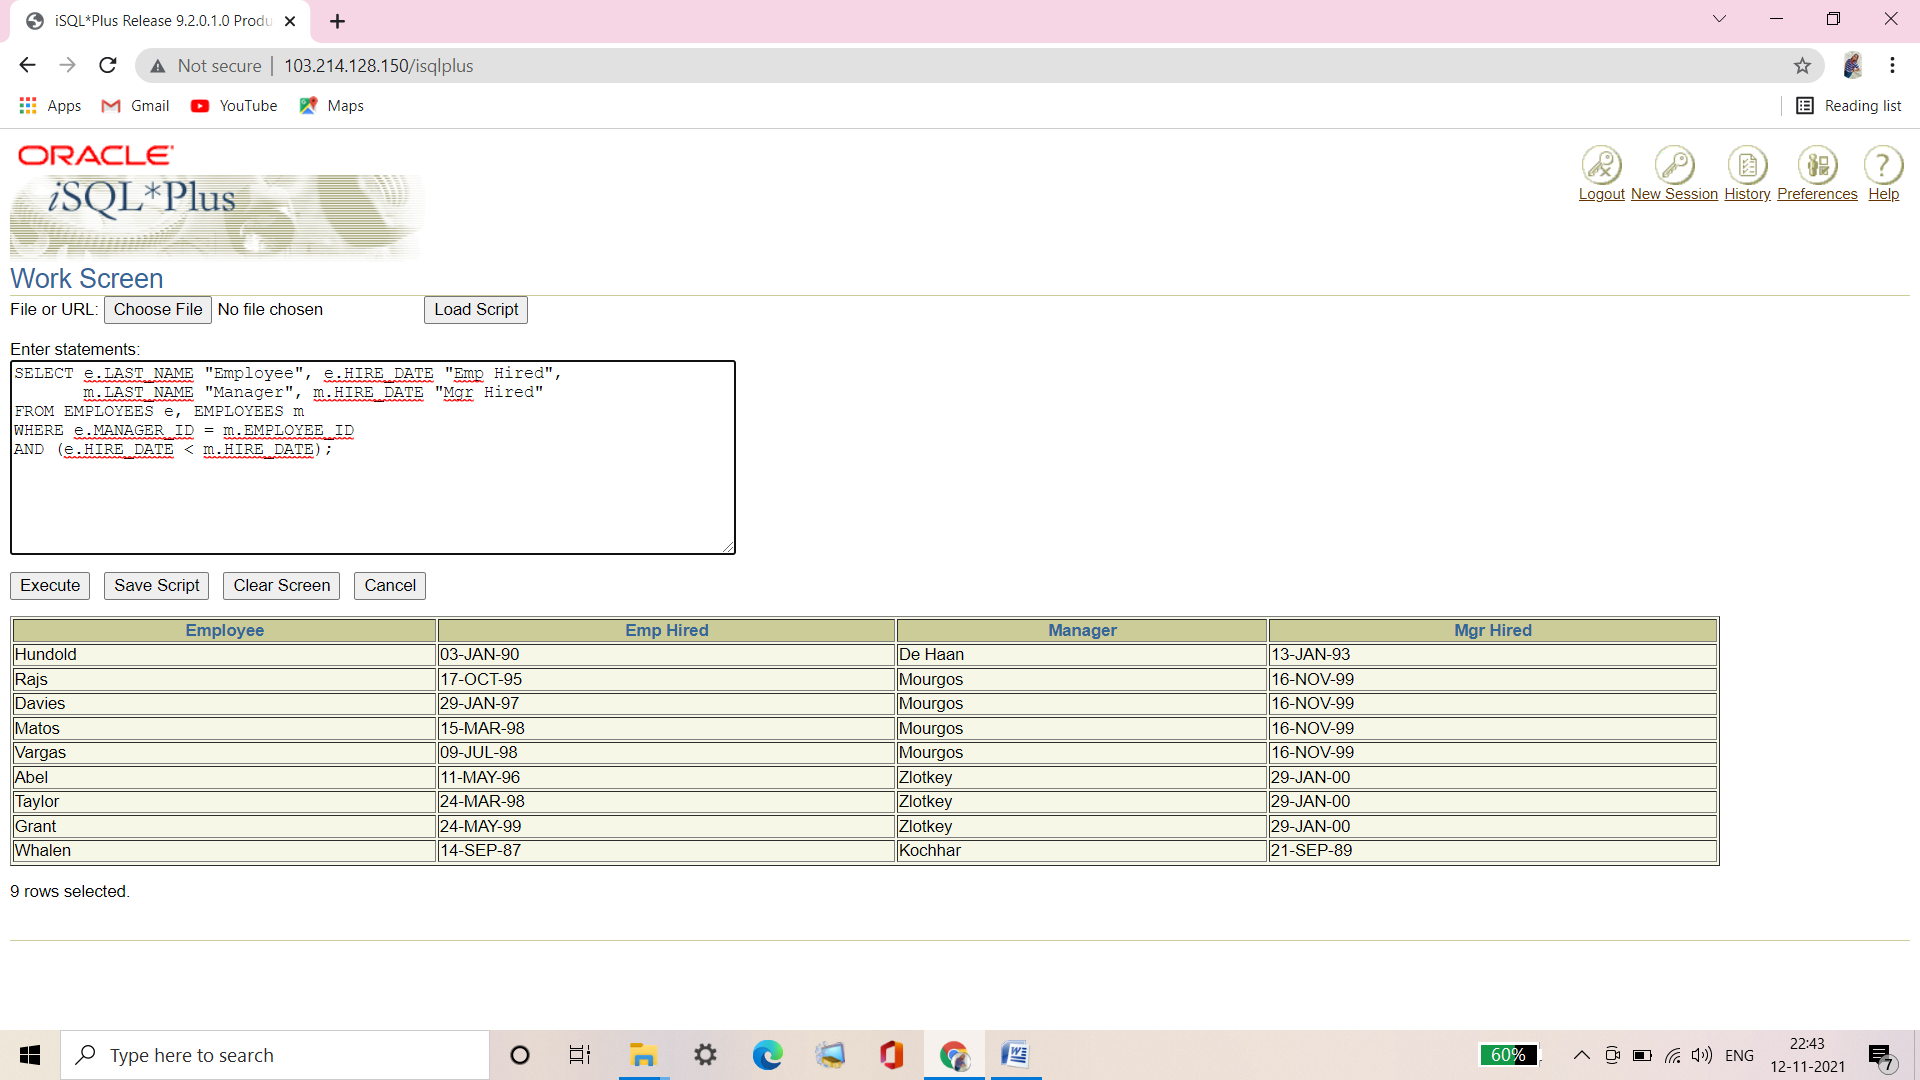 iSQL*Plus Release 9.2.0.1.0 Produ
Not secure | 103.214.128.150/isqlplus
Apps Gmail YouTube Maps Reading list
ORACLE
iSQL*Plus
Logout New Session History Preferences Help
Work Screen
File or URL: Choose File No file chosen Load Script
Enter statements:
SELECT e.LAST_NAME "Employee", e.HIRE_DATE "Emp Hired",
m.LAST_NAME "Manager", m.HIRE_DATE "Mgr Hired"
FROM EMPLOYEES e, EMPLOYEES m
WHERE e.MANAGER_ID = m.EMPLOYEE_ID
AND (e.HIRE_DATE < m.HIRE_DATE);
Execute Save Script Clear Screen Cancel
Employee Emp Hired Manager Mgr Hired
Hundold 03-JAN-90 De Haan 13-JAN-93
Rajs 17-OCT-95 Mourgos 16-NOV-99
Davies 29-JAN-97 Mourgos 16-NOV-99
Matos 15-MAR-98 Mourgos 16-NOV-99
Vargas 09-JUL-98 Mourgos 16-NOV-99
Abel 11-MAY-96 Zlotkey 29-JAN-00
Taylor 24-MAR-98 Zlotkey 29-JAN-00
Grant 24-MAY-99 Zlotkey 29-JAN-00
Whalen 14-SEP-87 Kochhar 21-SEP-89
9 rows selected.
Type here to search 60% ENG 22:43
12-11-2021 7